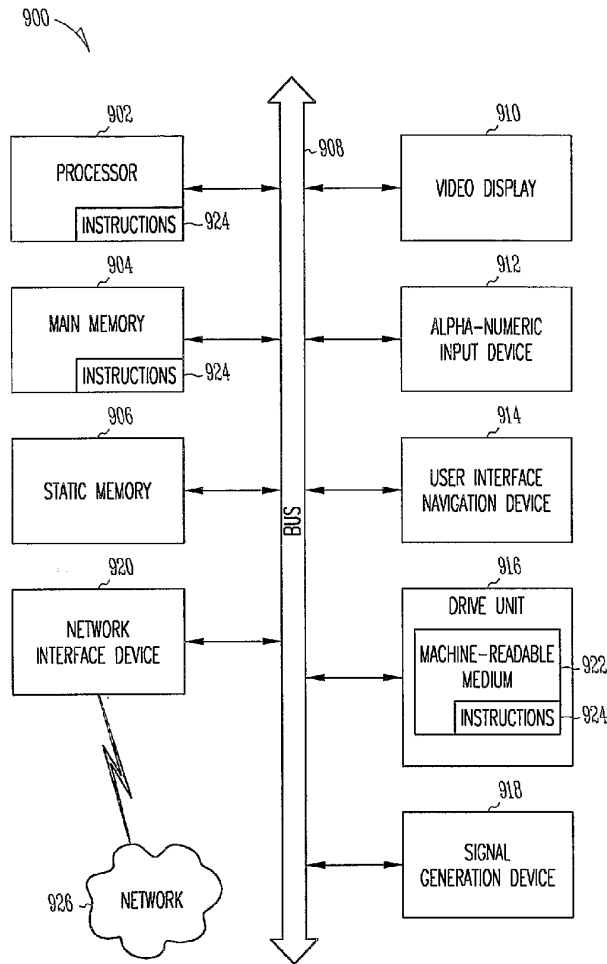 900
902
PROCESSOR
INSTRUCTIONS
924
904
MAIN MEMORY
INSTRUCTIONS
924
906
STATIC MEMORY
920
NETWORK
INTERFACE DEVICE
926
NETWORK
908
BUS
910
VIDEO DISPLAY
912
ALPHA-NUMERIC
INPUT DEVICE
914
USER INTERFACE
NAVIGATION DEVICE
916
DRIVE UNIT
MACHINE-READABLE
MEDIUM
922
INSTRUCTIONS
924
918
SIGNAL
GENERATION DEVICE